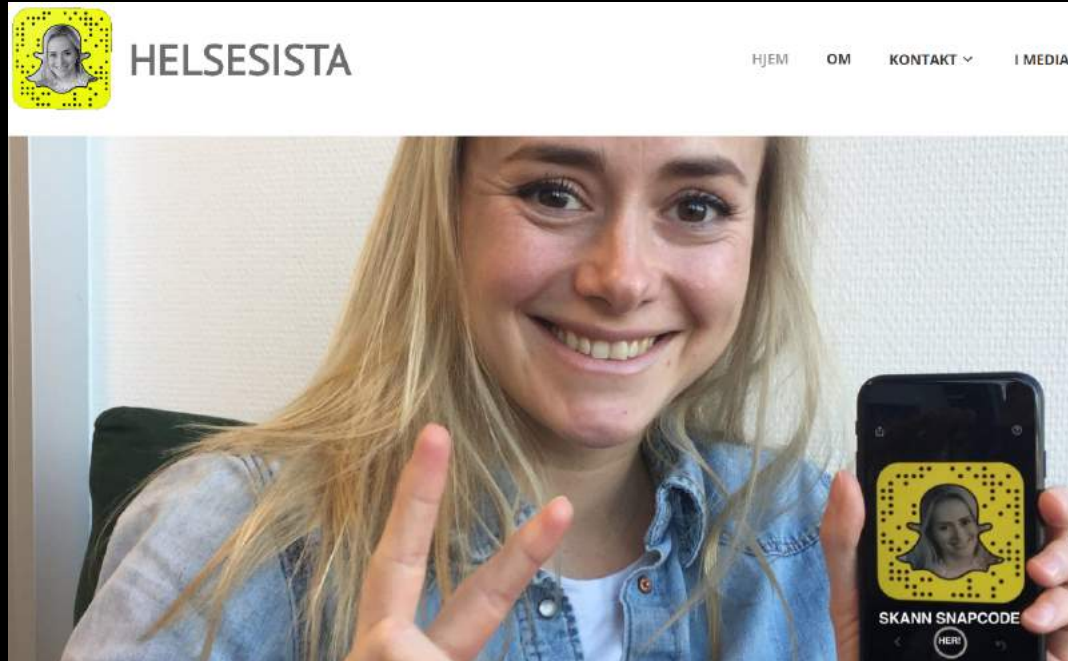 HELSESISTA
HJEM OM KONTAKT I MEDIA
SKANN SNAPCODE
HER!